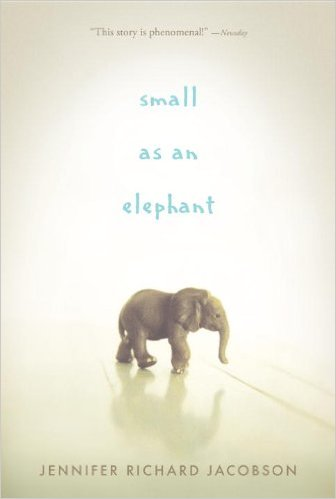 "This story is phenomenal!" —Newsday
small
as an
elephant
JENNIFER RICHARD JACOBSON